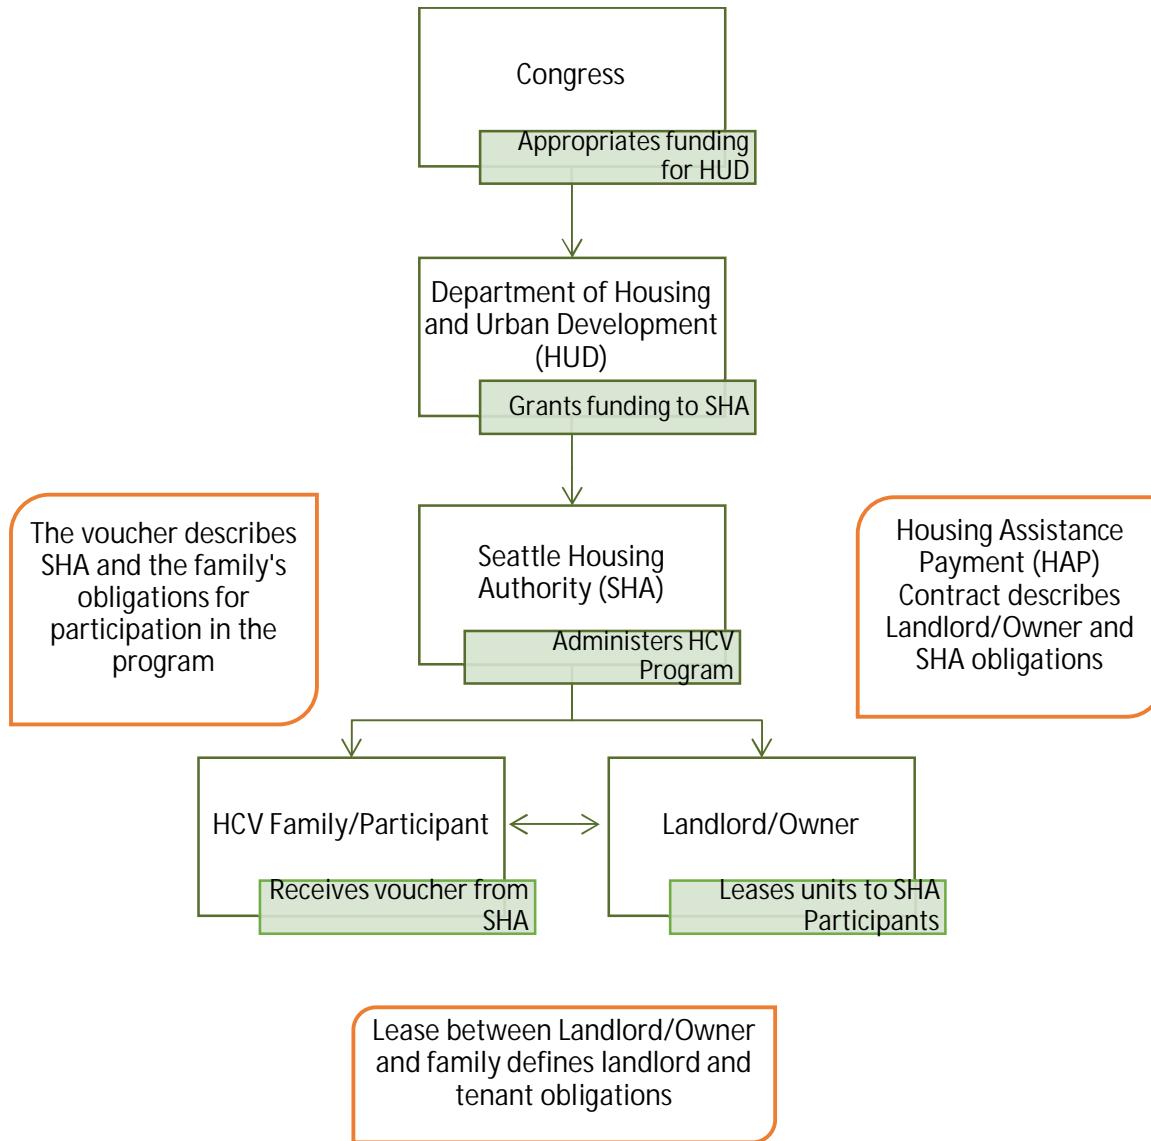 Congress
Appropriates funding
for HUD
Department of Housing
and Urban Development
(HUD)
Grants funding to SHA
The voucher describes
SHA and the family's
obligations for
participation in the
program
Seattle Housing
Authority (SHA)
Administers HCV
Program
Housing Assistance
Payment (HAP)
Contract describes
Landlord/Owner and
SHA obligations
HCV Family/Participant
Receives voucher from
SHA
Landlord/Owner
Leases units to SHA
Participants
Lease between Landlord/Owner
and family defines landlord and
tenant obligations